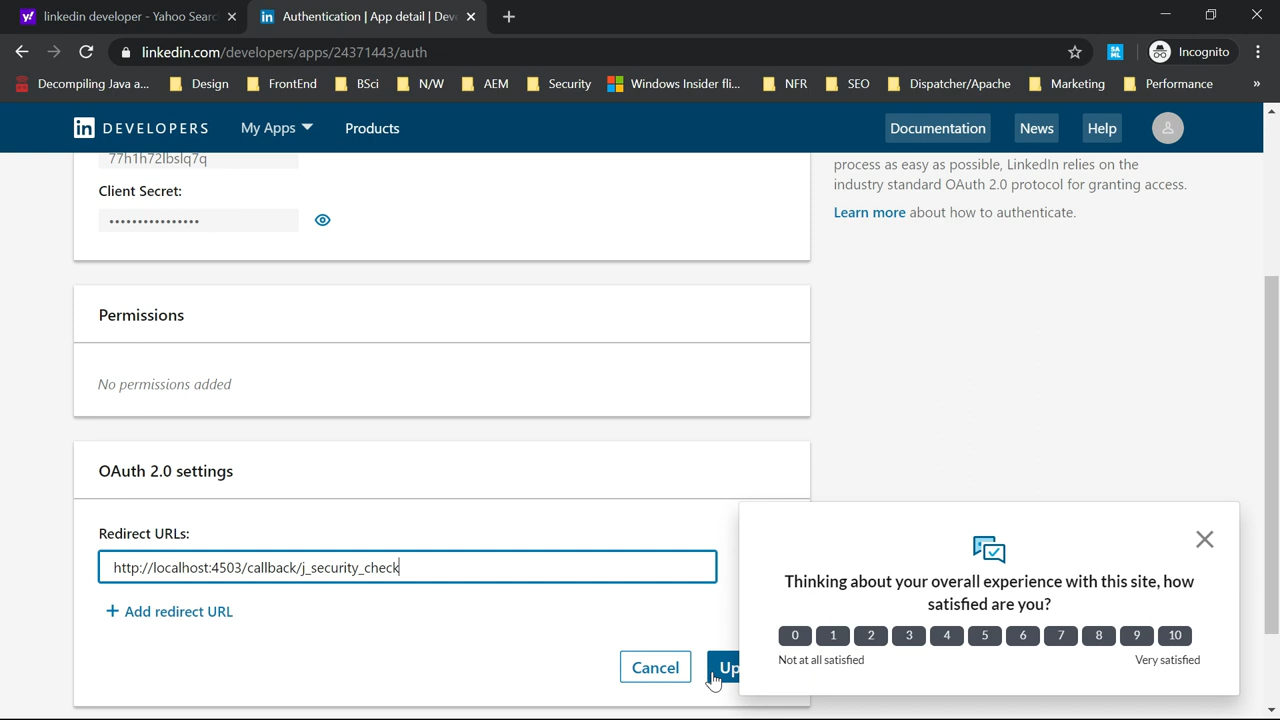 linkedin developer - Yahoo Searc
Authentication | App detail | Deve
linkedin.com/developers/apps/24371443/auth
SA
ML
Incognito
Decompiling Java a...
Design
FrontEnd
BSci
N/W
AEM
Security
Windows Insider fli...
NFR
SEO
Dispatcher/Apache
Marketing
Performance
»
in DEVELOPERS
My Apps
Products
Documentation
News
Help
77h1h72lbslq7q
Client Secret:
••••••••••••••••
process as easy as possible, LinkedIn relies on the
industry standard OAuth 2.0 protocol for granting access.
Learn more about how to authenticate.
Permissions
No permissions added
OAuth 2.0 settings
Redirect URLs:
http://localhost:4503/callback/j_security_check
+ Add redirect URL
Cancel
Up
Thinking about your overall experience with this site, how
satisfied are you?
0 1 2 3 4 5 6 7 8 9 10
Not at all satisfied
Very satisfied